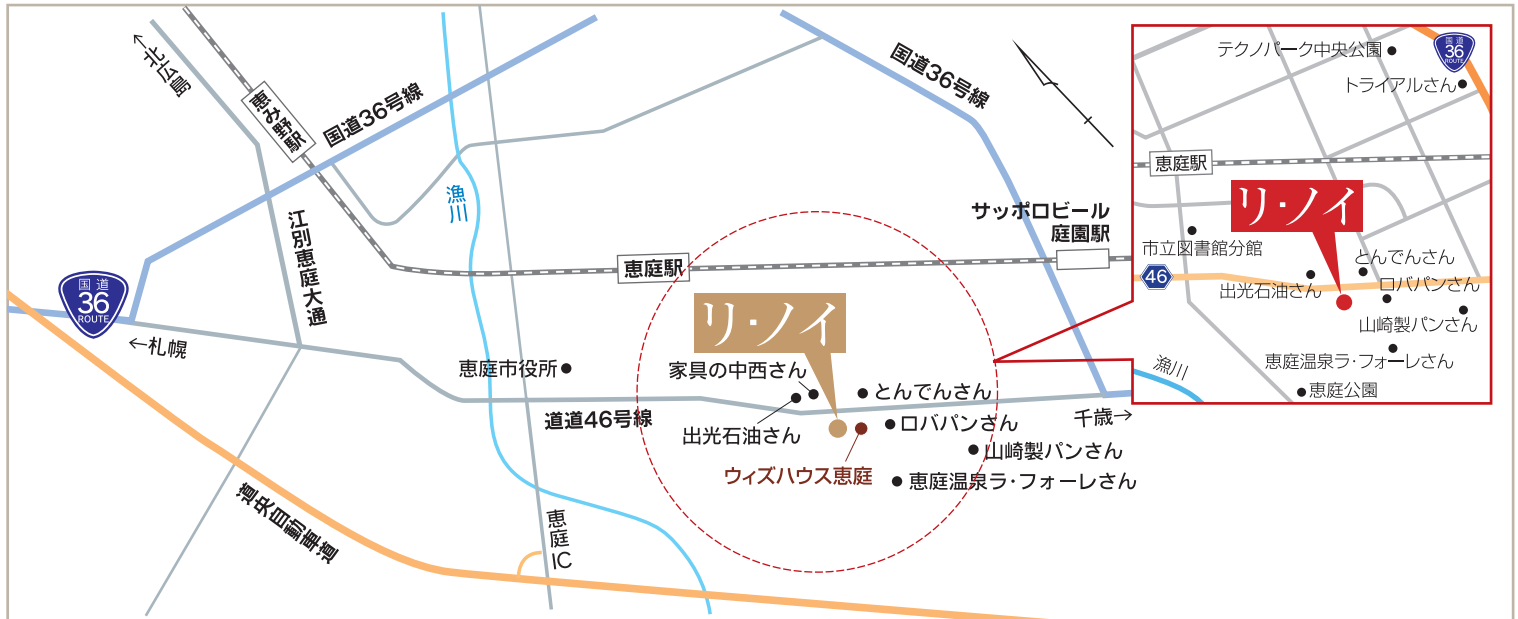 ←北広島
恵み野駅
国道36号線
国道36号線
漁川
江別恵庭大通
国道
36
ROUTE
←札幌
恵庭駅
サッポロビール
庭園駅
リ・ノイ
恵庭市役所
家具の中西さん
とんでんさん
道道46号線
出光石油さん
ロバパンさん
千歳→
ウィズハウス恵庭
山崎製パンさん
恵庭温泉ラ・フォーレさん
道央自動車道
恵庭
IC
テクノパーク中央公園
国道
36
ROUTE
トライアルさん
恵庭駅
リ・ノイ
市立図書館分館
とんでんさん
46
出光石油さん
ロバパンさん
山崎製パンさん
恵庭温泉ラ・フォーレさん
漁川
恵庭公園